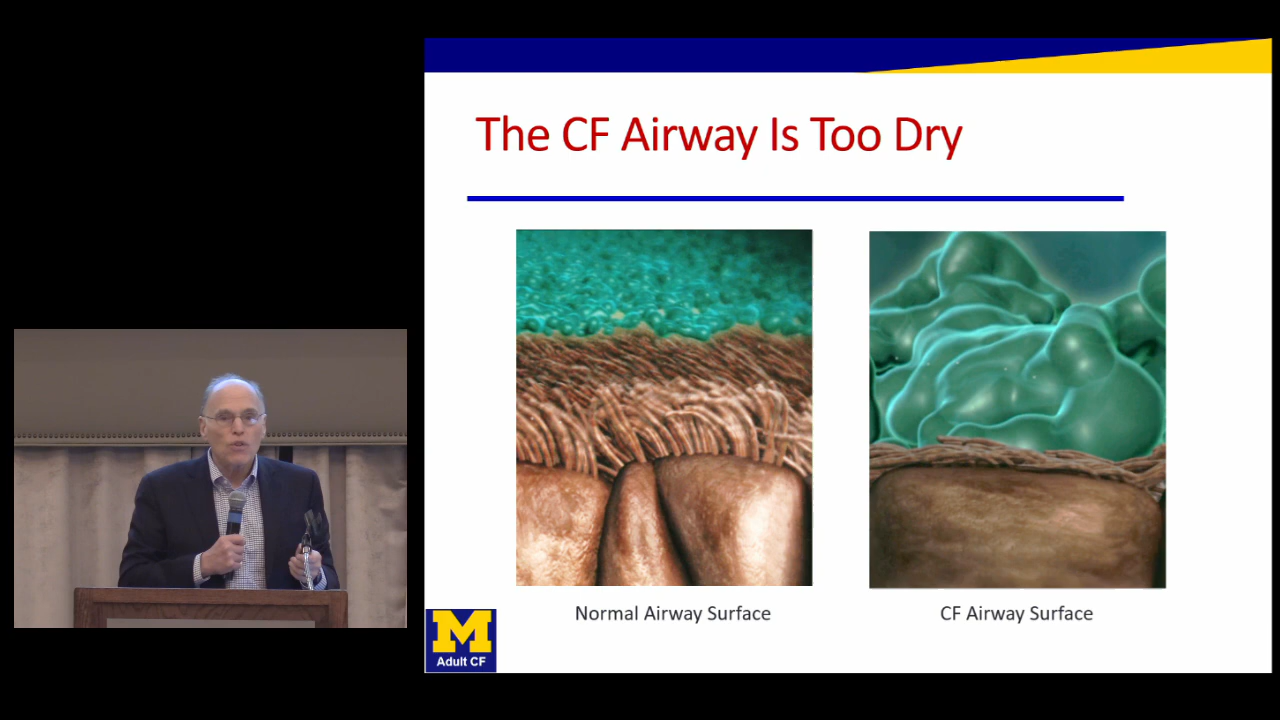 The CF Airway Is Too Dry
Normal Airway Surface
CF Airway Surface
M
Adult CF